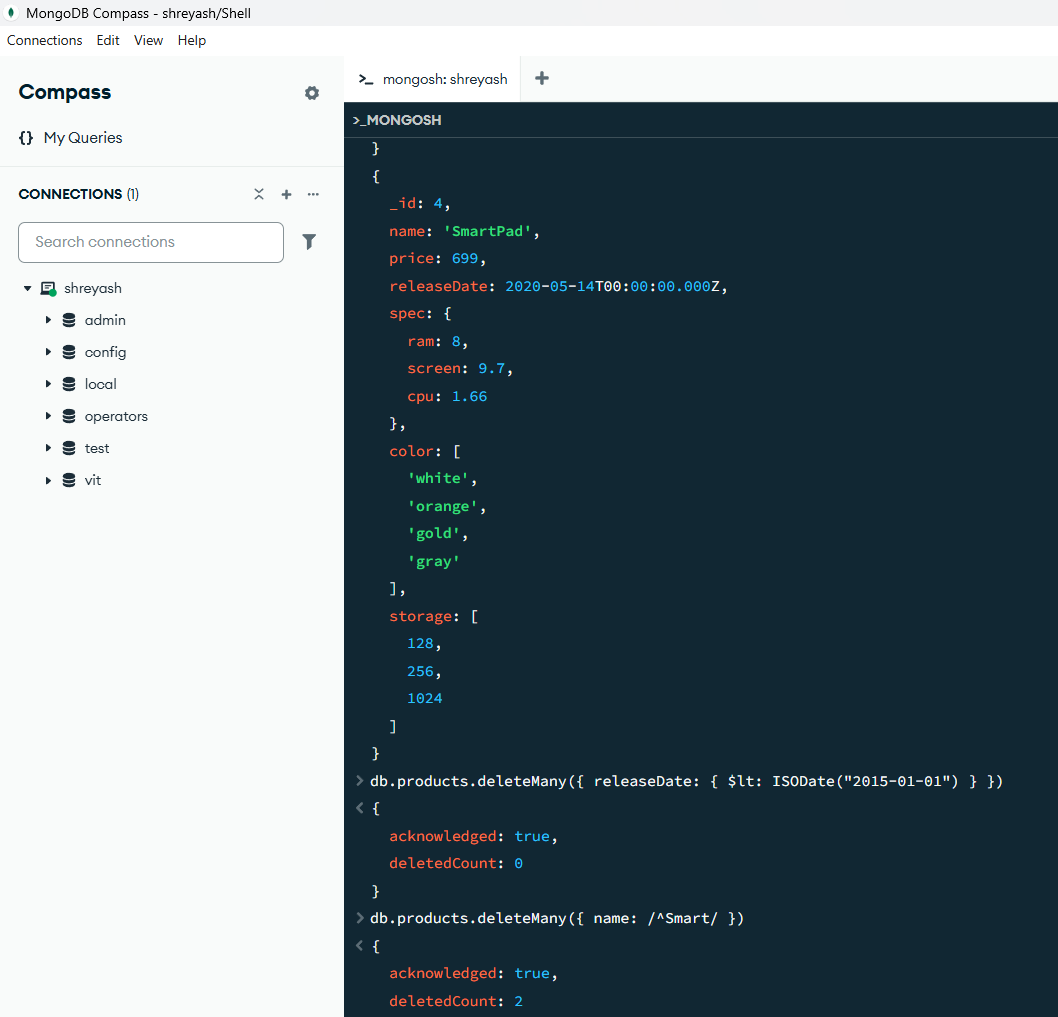 MongoDB Compass - shreyash/Shell
Connections Edit View Help
Compass
{} My Queries
CONNECTIONS (1)
Search connections
shreyash
admin
config
local
operators
test
vit
>_ mongosh: shreyash +
>_MONGOSH
}
{
_id: 4,
name: 'SmartPad',
price: 699,
releaseDate: 2020-05-14T00:00:00.000Z,
spec: {
ram: 8,
screen: 9.7,
cpu: 1.66
},
color: [
'white',
'orange',
'gold',
'gray'
],
storage: [
128,
256,
1024
]
}
> db.products.deleteMany({ releaseDate: { $lt: ISODate("2015-01-01") } })
< {
acknowledged: true,
deletedCount: 0
}
> db.products.deleteMany({ name: /^Smart/ })
< {
acknowledged: true,
deletedCount: 2